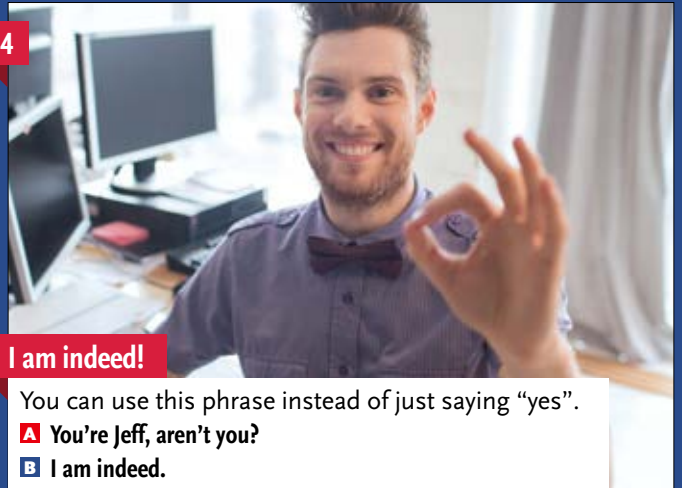 4
I am indeed!
You can use this phrase instead of just saying “yes”.
A You’re Jeff, aren’t you?
B I am indeed.